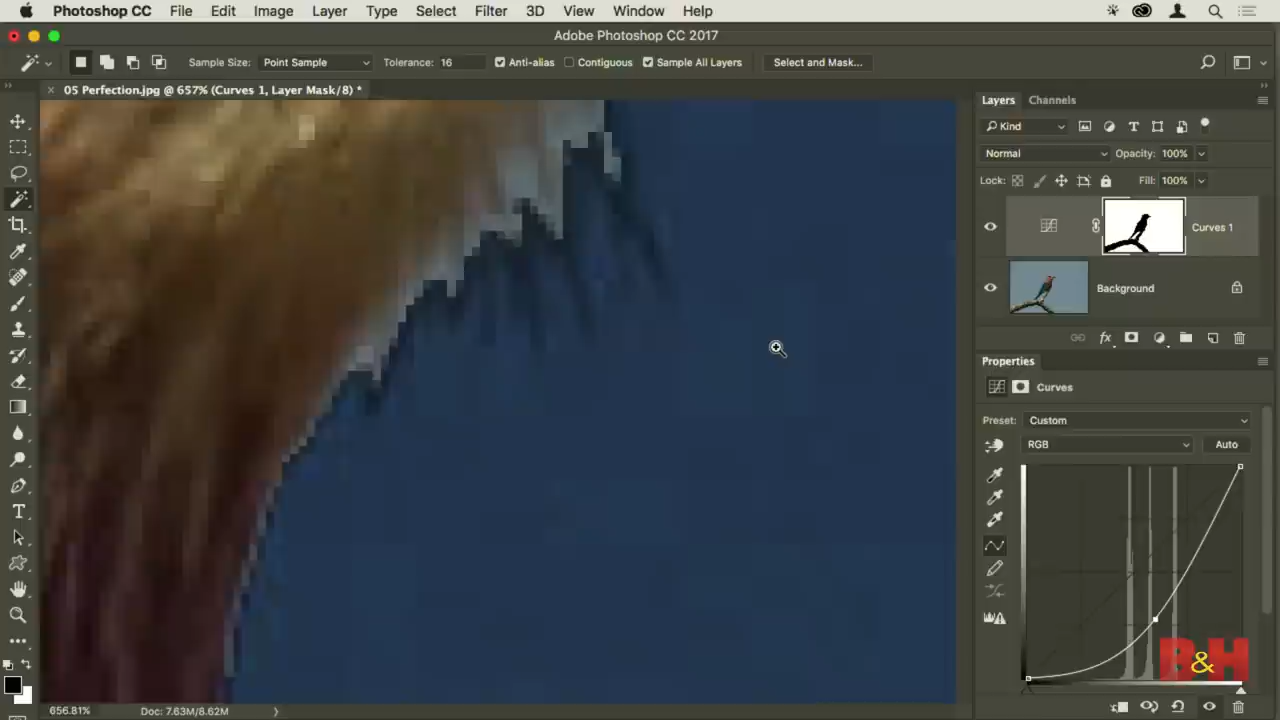 Photoshop CC File Edit Image Layer Type Select Filter 3D View Window Help
Adobe Photoshop CC 2017
Sample Size: Point Sample Tolerance: 16 Anti-alias Contiguous Sample All Layers Select and Mask...
05 Perfection.jpg @ 657% (Curves 1, Layer Mask/8) *
Layers Channels
Kind
Normal Opacity: 100%
Lock: Fill: 100%
Curves 1
Background
Properties
Curves
Preset: Custom
RGB Auto
B&H
656.81% Doc: 7.63M/8.62M